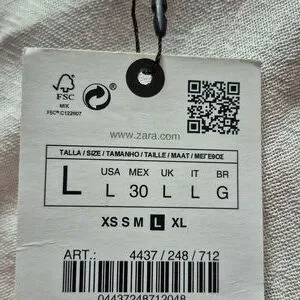 FSC
MIX
FSC® C122607
www.zara.com
TALLA / SIZE / TAMANHO / TAILLE / MAAT / ΜΕΓΕΘΟΣ
L
USA MEX UK IT BR
L 30 L L G
XS S M L XL
ART.: 4437 / 248 / 712
04437248712048